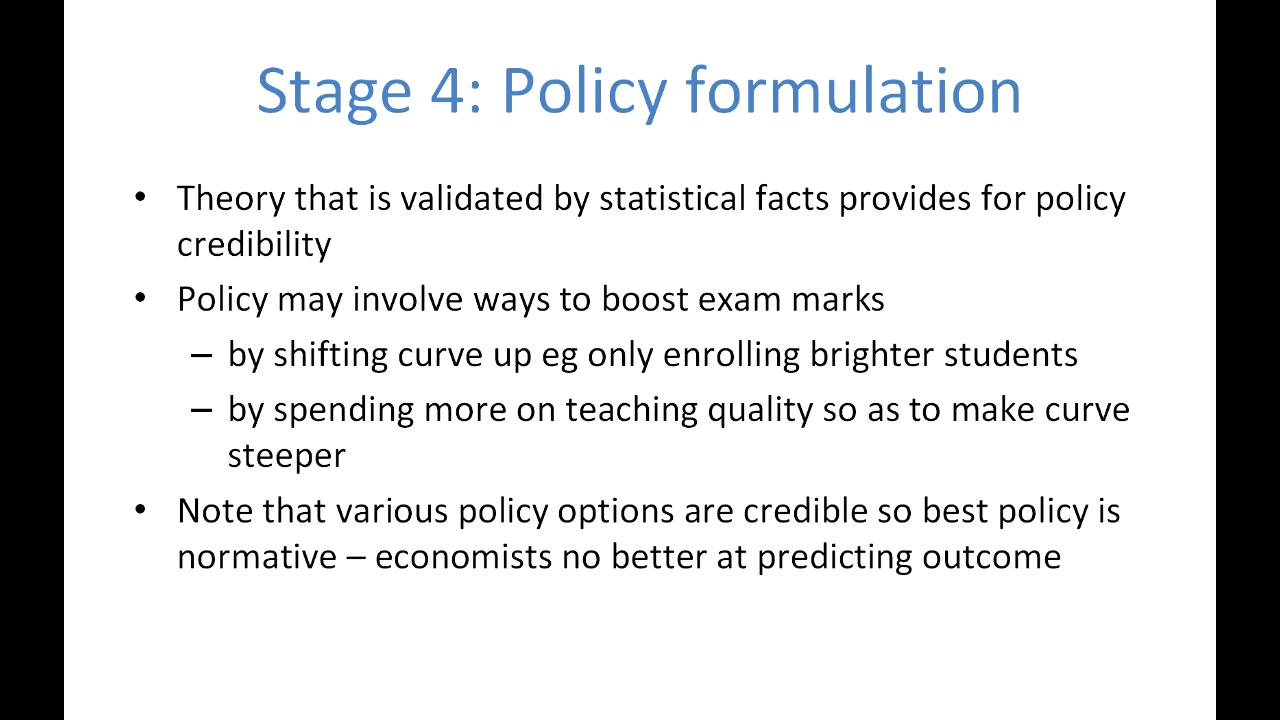 Stage 4: Policy formulation
• Theory that is validated by statistical facts provides for policy
credibility
• Policy may involve ways to boost exam marks
– by shifting curve up eg only enrolling brighter students
– by spending more on teaching quality so as to make curve
steeper
• Note that various policy options are credible so best policy is
normative – economists no better at predicting outcome